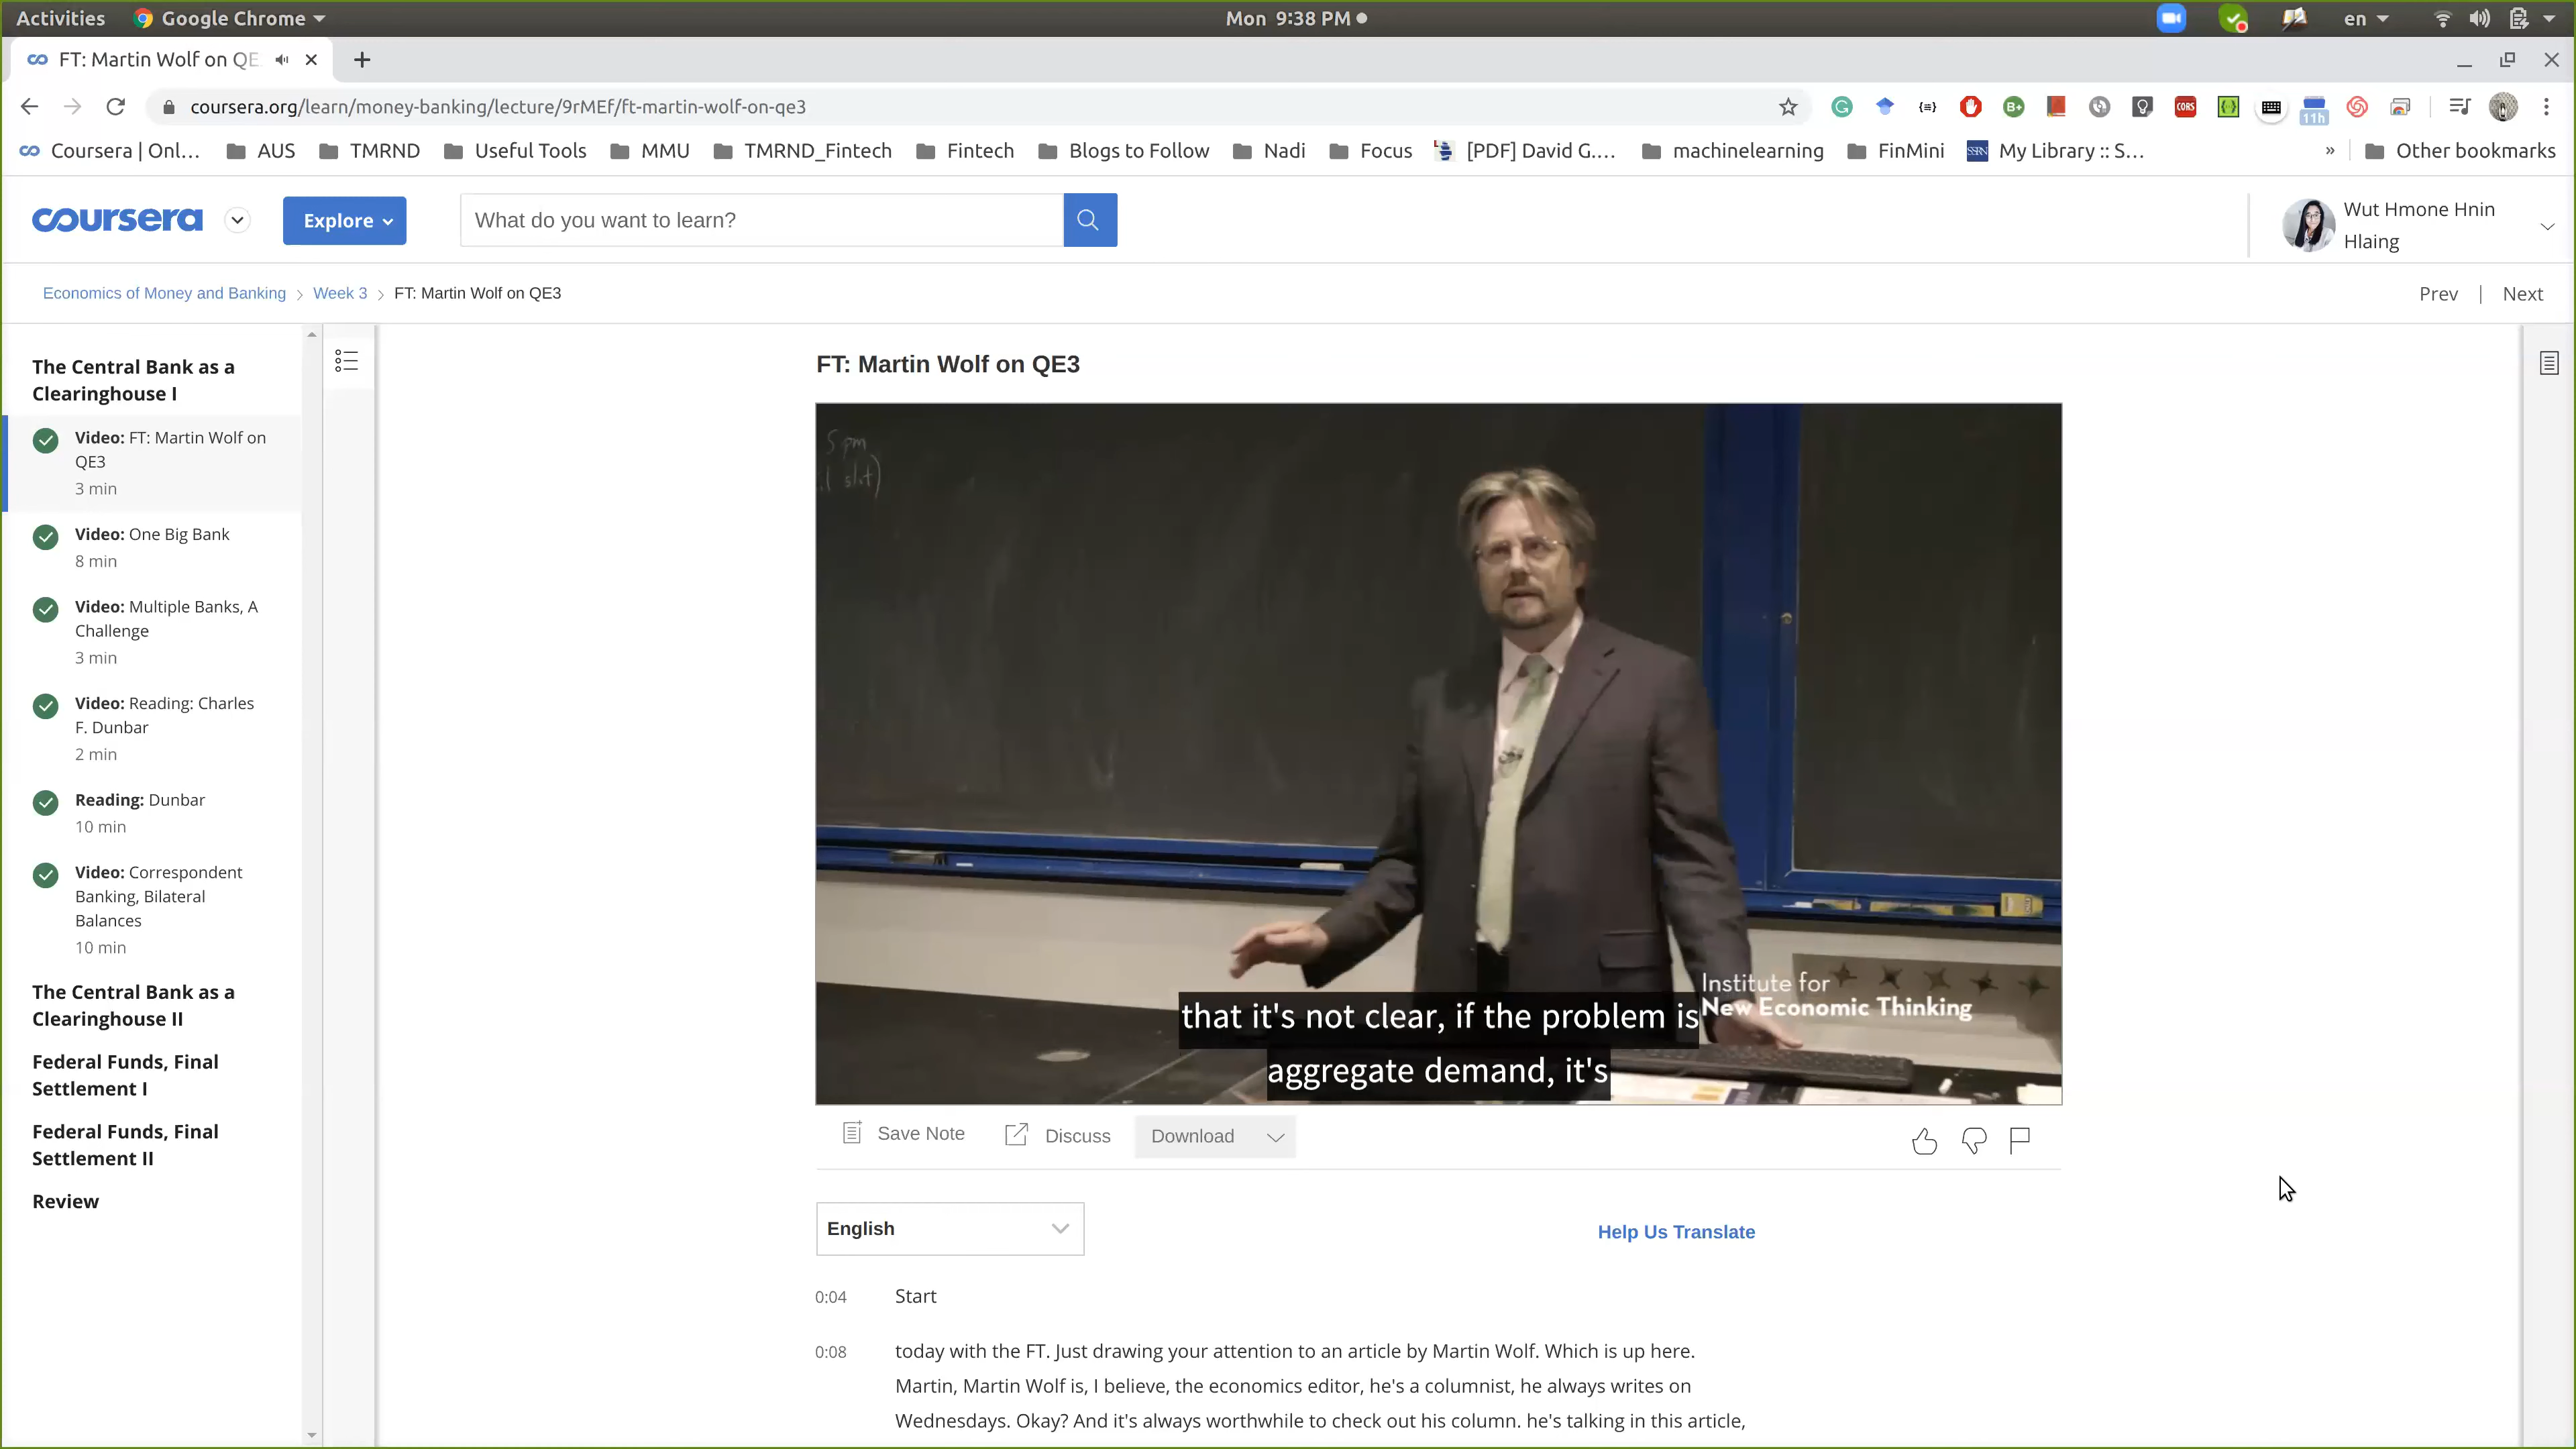 Activities
Google Chrome
Mon 9:38 PM
en
FT: Martin Wolf on QE
coursera.org/learn/money-banking/lecture/9rMEf/ft-martin-wolf-on-qe3
CORS
11h
Coursera | Onl...
AUS
TMRND
Useful Tools
MMU
TMRND_Fintech
Fintech
Blogs to Follow
Nadi
Focus
[PDF] David G....
machinelearning
FinMini
SSRN
My Library :: S...
»
Other bookmarks
coursera
Explore
What do you want to learn?
Wut Hmone Hnin
Hlaing
Economics of Money and Banking > Week 3 > FT: Martin Wolf on QE3
Prev | Next
The Central Bank as a
Clearinghouse I
Video: FT: Martin Wolf on
QE3
3 min
Video: One Big Bank
8 min
Video: Multiple Banks, A
Challenge
3 min
Video: Reading: Charles
F. Dunbar
2 min
Reading: Dunbar
10 min
Video: Correspondent
Banking, Bilateral
Balances
10 min
The Central Bank as a
Clearinghouse II
Federal Funds, Final
Settlement I
Federal Funds, Final
Settlement II
Review
FT: Martin Wolf on QE3
5 pm
slot)
Institute for
New Economic Thinking
that it's not clear, if the problem is
aggregate demand, it's
Save Note
Discuss
Download
English
Help Us Translate
0:04 Start
0:08 today with the FT. Just drawing your attention to an article by Martin Wolf. Which is up here.
Martin, Martin Wolf is, I believe, the economics editor, he's a columnist, he always writes on
Wednesdays. Okay? And it's always worthwhile to check out his column. he's talking in this article,